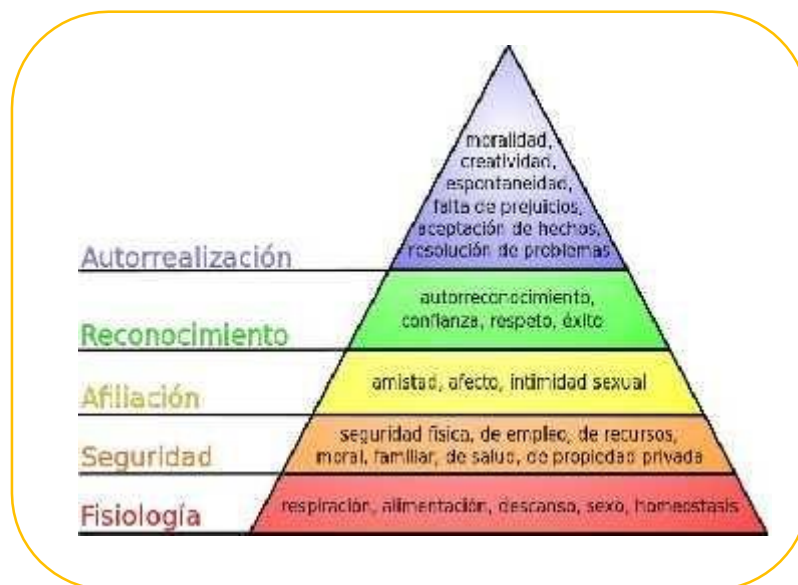 moralidad,
creatividad,
espontaneidad,
falta de prejuicios,
aceptación de hechos,
resolución de problemas
Autorrealización
autorreconocimiento,
confianza, respeto, éxito
Reconocimiento
amistad, afecto, intimidad sexual
Afiliación
seguridad física, de empleo, de recursos,
moral, familiar, de salud, de propiedad privada
Seguridad
respiración, alimentación, descanso, sexo, homeostasis
Fisiología